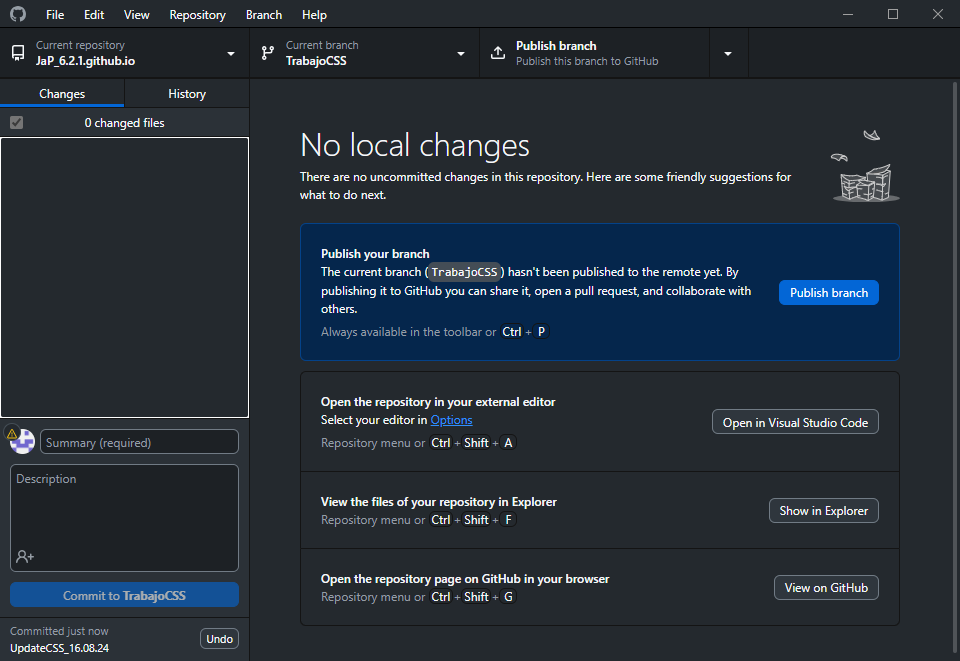 File Edit View Repository Branch Help
Current repository
JaP_6.2.1.github.io
Current branch
TrabajoCSS
Publish branch
Publish this branch to GitHub
Changes
History
0 changed files
No local changes
There are no uncommitted changes in this repository. Here are some friendly suggestions for
what to do next.
Publish your branch
The current branch (TrabajoCSS) hasn't been published to the remote yet. By
publishing it to GitHub you can share it, open a pull request, and collaborate with
others.
Always available in the toolbar or Ctrl + P
Publish branch
Open the repository in your external editor
Select your editor in Options
Repository menu or Ctrl + Shift + A
Open in Visual Studio Code
View the files of your repository in Explorer
Repository menu or Ctrl + Shift + F
Show in Explorer
Open the repository page on GitHub in your browser
Repository menu or Ctrl + Shift + G
View on GitHub
Summary (required)
Description
Commit to TrabajoCSS
Committed just now
UpdateCSS_16.08.24
Undo